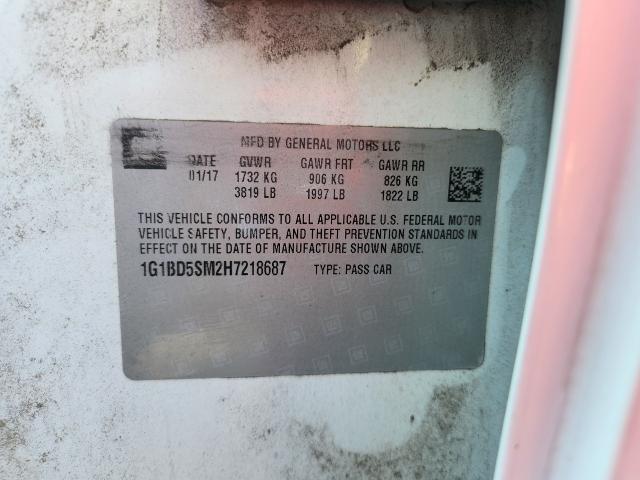 MFD BY GENERAL MOTORS LLC
DATE GVWR GAWR FRT GAWR RR
01/17 1732 KG 906 KG 826 KG
3819 LB 1997 LB 1822 LB
THIS VEHICLE CONFORMS TO ALL APPLICABLE U.S. FEDERAL MOTOR
VEHICLE SAFETY, BUMPER, AND THEFT PREVENTION STANDARDS IN
EFFECT ON THE DATE OF MANUFACTURE SHOWN ABOVE.
1G1BD5SM2H7218687 TYPE: PASS CAR